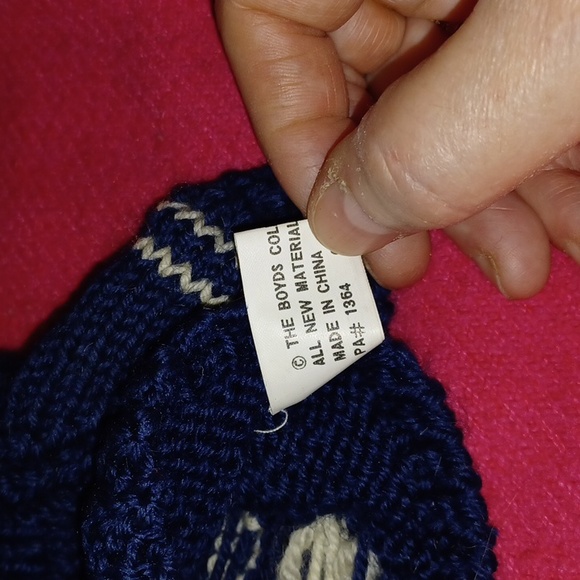 © THE BOYDS COL
ALL NEW MATERIAL
MADE IN CHINA
PA# 1364